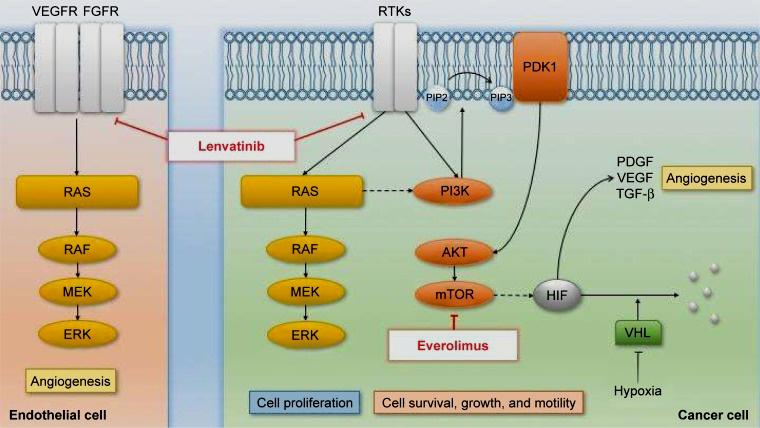 VEGFR FGFR
RTKs
PDK1
PIP2
PIP3
Lenvatinib
PDGF
VEGF
TGF-β
Angiogenesis
RAS
RAS
PI3K
RAF
RAF
AKT
MEK
MEK
mTOR
HIF
ERK
ERK
Everolimus
VHL
Hypoxia
Angiogenesis
Cell proliferation
Cell survival, growth, and motility
Endothelial cell
Cancer cell